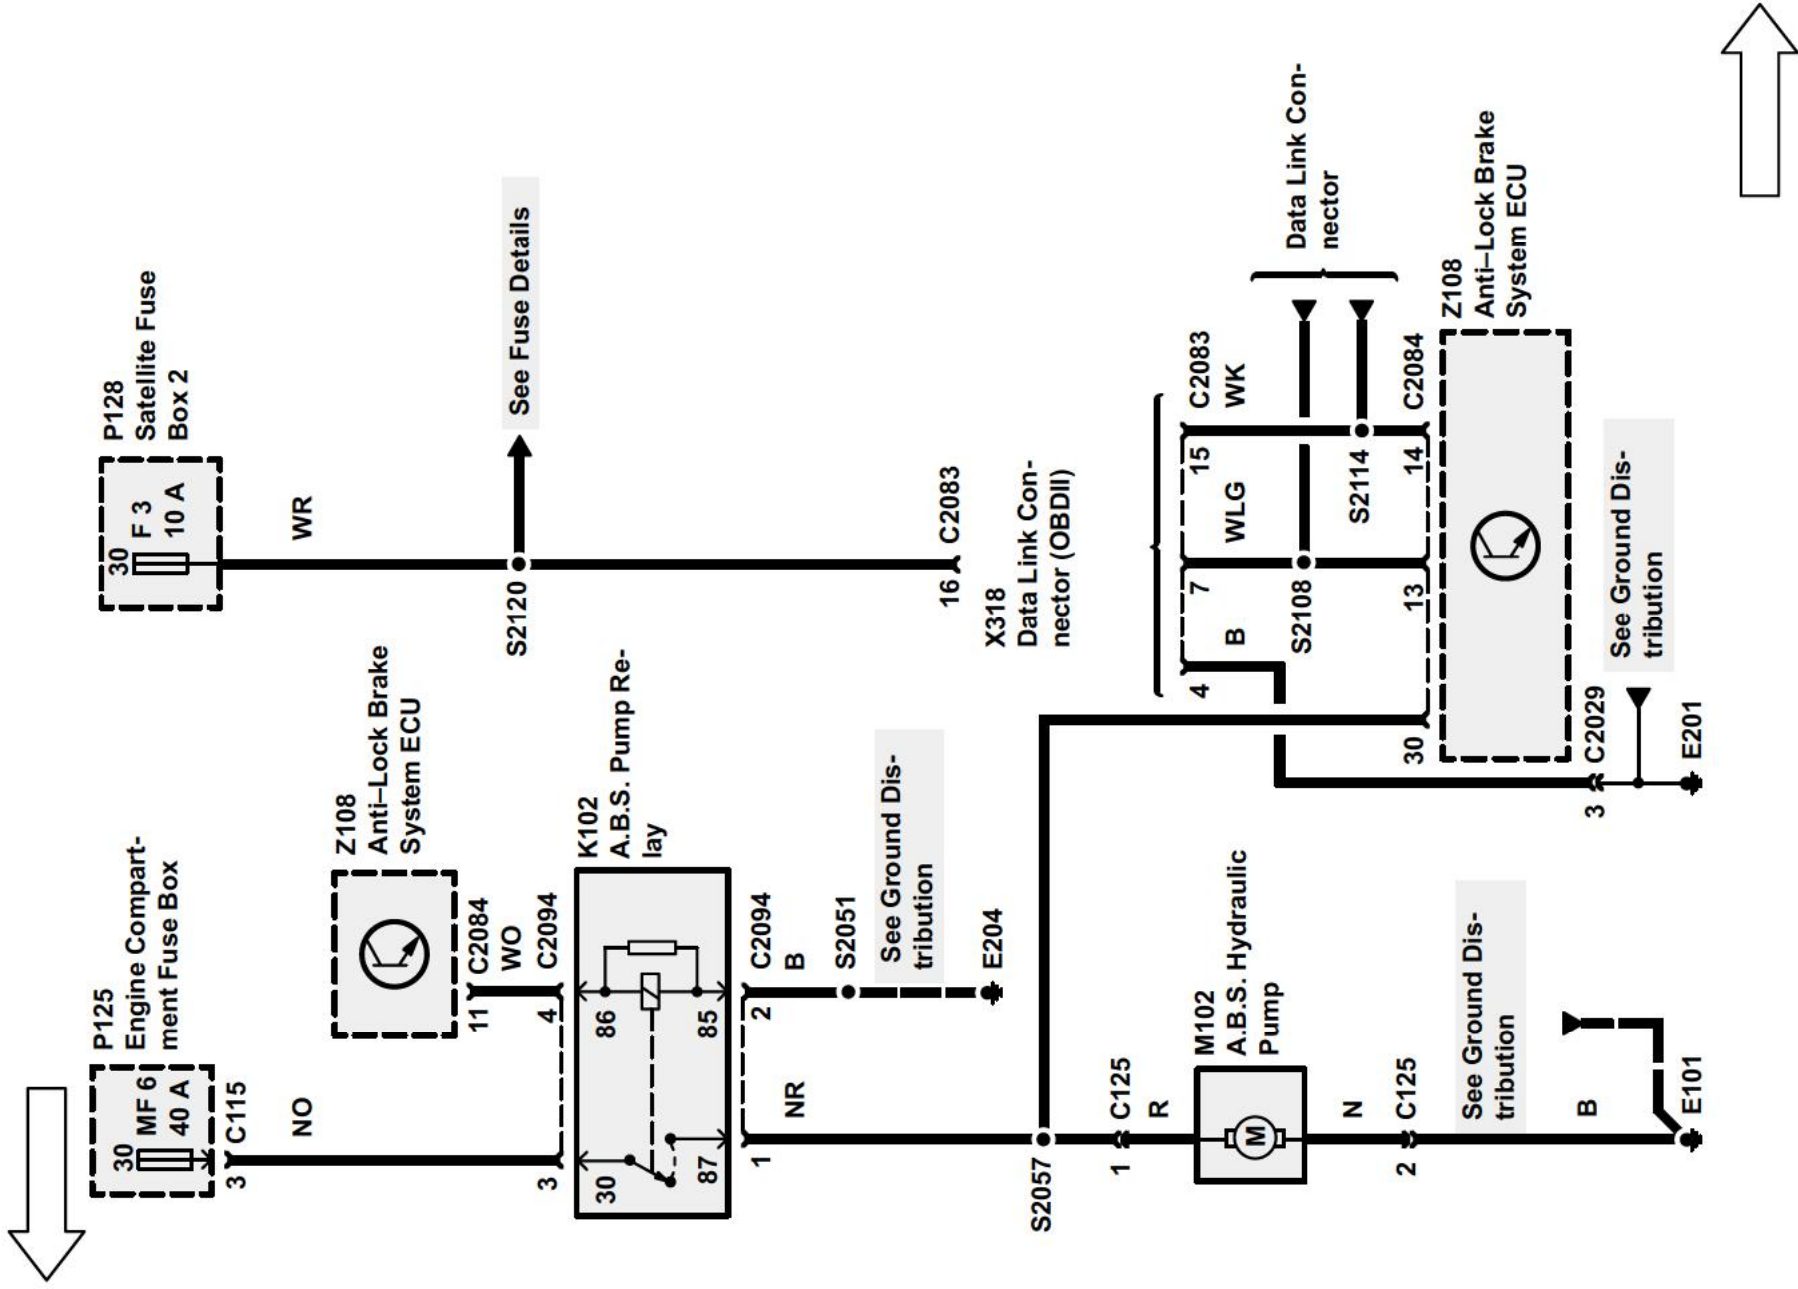 P125
Engine Compart-
ment Fuse Box
30
MF 6
40 A
3
C115
NO
P128
Satellite Fuse
Box 2
30
F 3
10 A
WR
Z108
Anti–Lock Brake
System ECU
11
C2084
WO
3
4
C2094
S2120
See Fuse Details
K102
A.B.S. Pump Re-
lay
30
86
87
85
1
2
C2094
NR
B
S2051
See Ground Dis-
tribution
E204
16
C2083
X318
Data Link Con-
nector (OBDII)
S2057
1
C125
R
M102
A.B.S. Hydraulic
Pump
M
N
2
C125
See Ground Dis-
tribution
B
E101
4
7
15
C2083
B
WLG
WK
S2108
S2114
Data Link Con-
nector
30
13
14
C2084
Z108
Anti–Lock Brake
System ECU
3
C2029
See Ground Dis-
tribution
E201